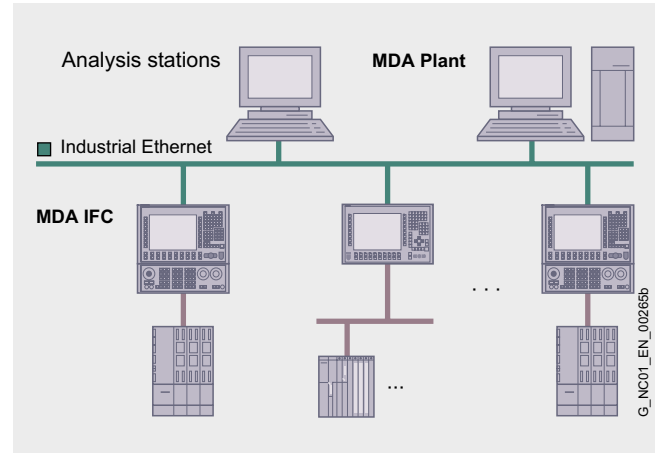 Analysis stations
MDA Plant
Industrial Ethernet
MDA IFC
. . .
...
G_NC01_EN_00265b